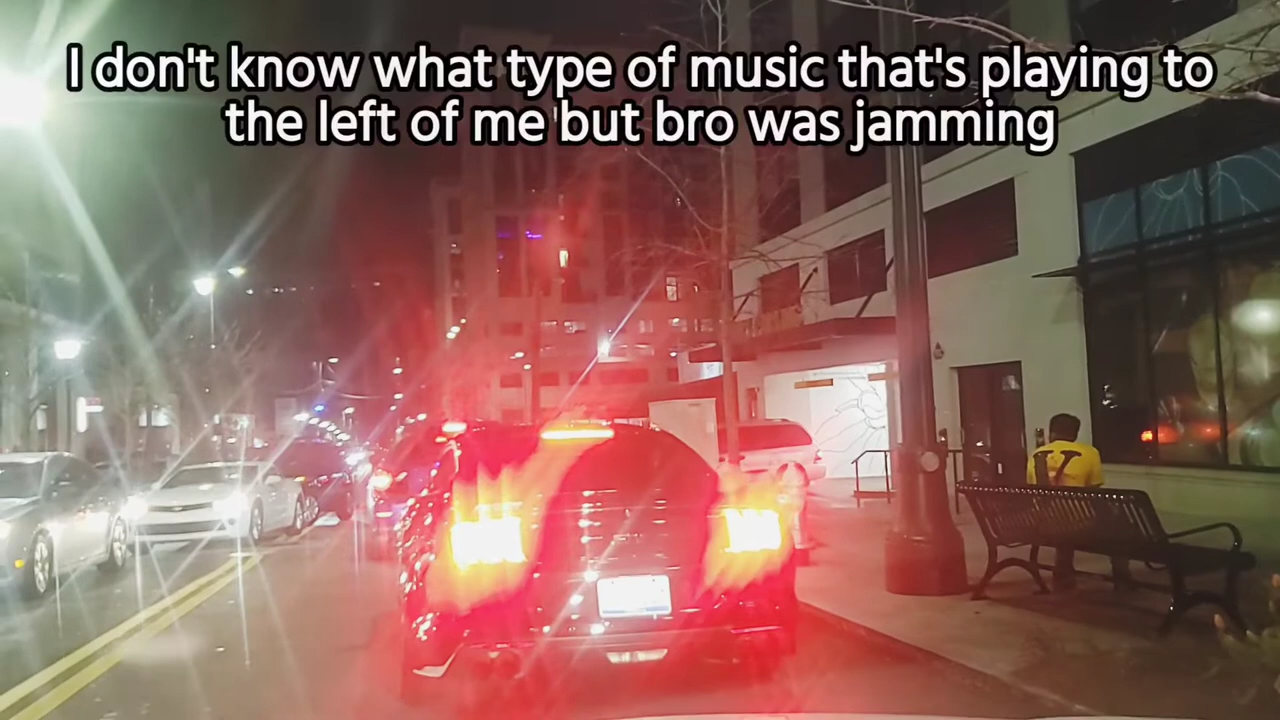 I don't know what type of music that's playing to
the left of me but bro was jamming
V